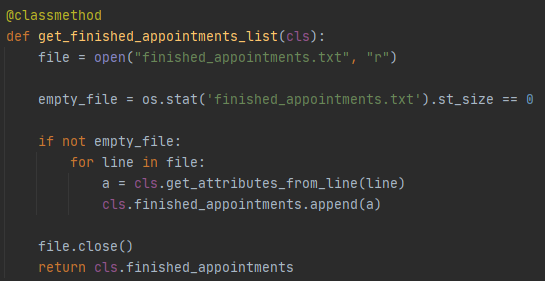 @classmethod
def get_finished_appointments_list(cls):
    file = open("finished_appointments.txt", "r")
    empty_file = os.stat('finished_appointments.txt').st_size == 0
    if not empty_file:
        for line in file:
            a = cls.get_attributes_from_line(line)
            cls.finished_appointments.append(a)
    file.close()
    return cls.finished_appointments